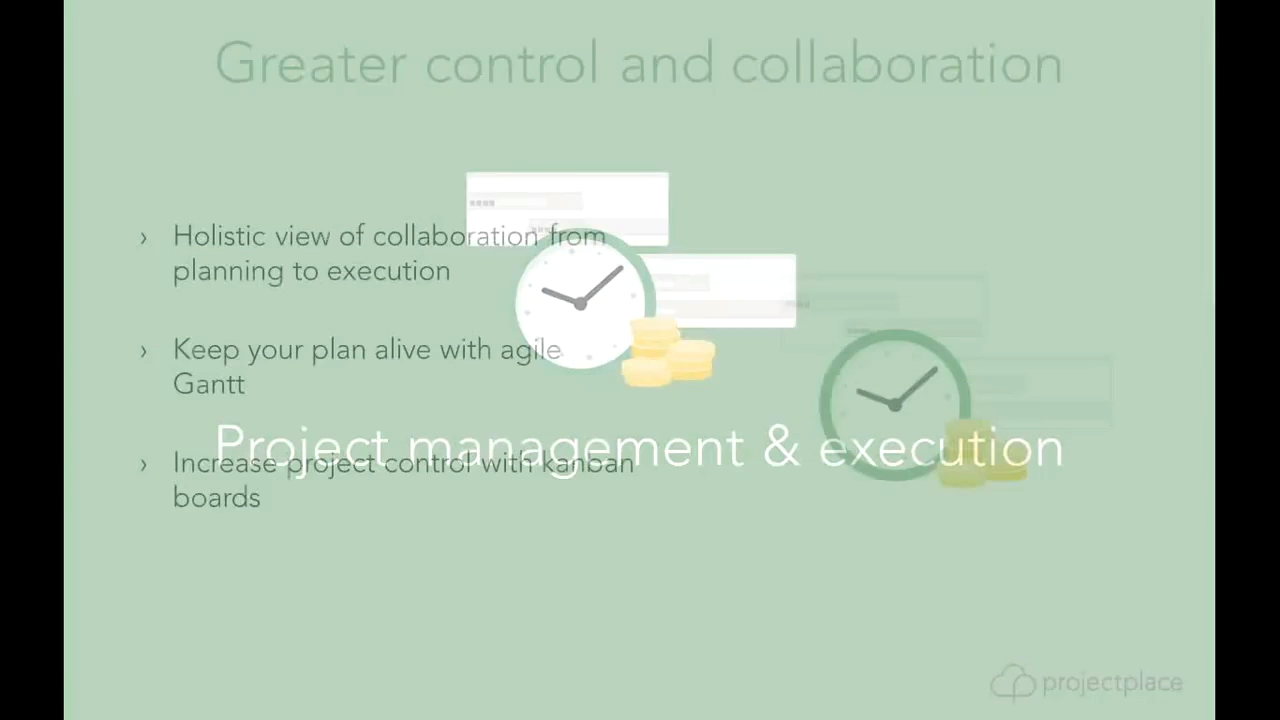 Greater control and collaboration
› Holistic view of collaboration from
planning to execution
› Keep your plan alive with agile
Gantt
Project management & execution
› Increase project control with kanban
boards
projectplace